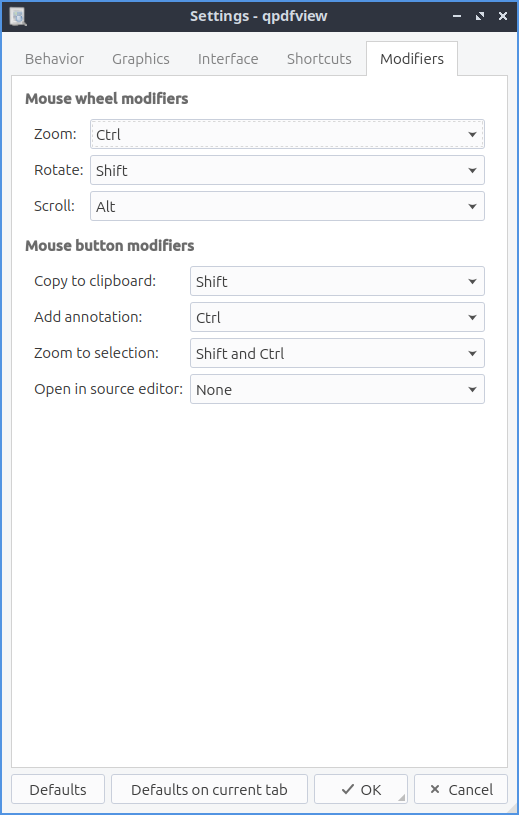 Settings - qpdfview
Behavior Graphics Interface Shortcuts Modifiers
Mouse wheel modifiers
Zoom: Ctrl
Rotate: Shift
Scroll: Alt
Mouse button modifiers
Copy to clipboard: Shift
Add annotation: Ctrl
Zoom to selection: Shift and Ctrl
Open in source editor: None
Defaults Defaults on current tab OK Cancel